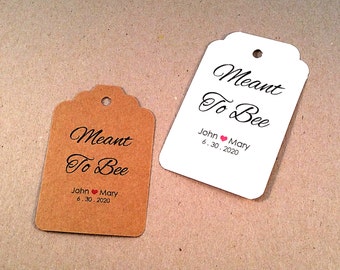 Meant
To Bee
John ❤ Mary
6 . 30 . 2020
Meant
To Bee
John ❤ Mary
6 . 30 . 2020